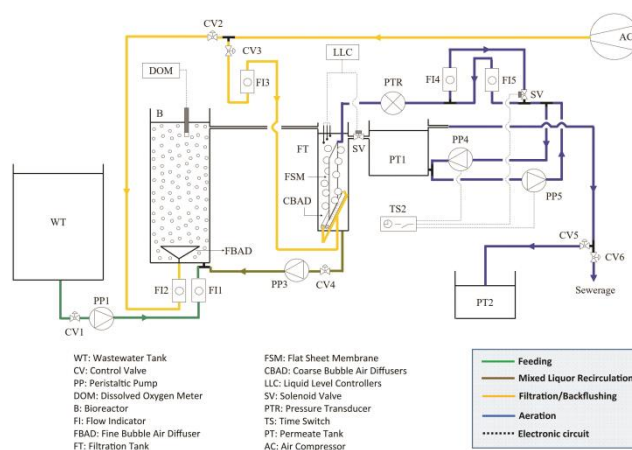 CV2
CV3
AC
LLC
DOM
FI3
FI4
FI5
SV
PTR
B
FT
SV
PT1
PP4
FSM
CBAD
PP5
WT
TS2
FBAD
CV5
CV6
PP3
CV4
FI2
FI1
PP1
CV1
PT2
Sewerage
WT: Wastewater Tank
CV: Control Valve
PP: Peristaltic Pump
DOM: Dissolved Oxygen Meter
B: Bioreactor
FI: Flow Indicator
FBAD: Fine Bubble Air Diffuser
FT: Filtration Tank
FSM: Flat Sheet Membrane
CBAD: Coarse Bubble Air Diffusers
LLC: Liquid Level Controllers
SV: Solenoid Valve
PTR: Pressure Transducer
TS: Time Switch
PT: Permeate Tank
AC: Air Compressor
Feeding
Mixed Liquor Recirculation
Filtration/Backflushing
Aeration
Electronic circuit